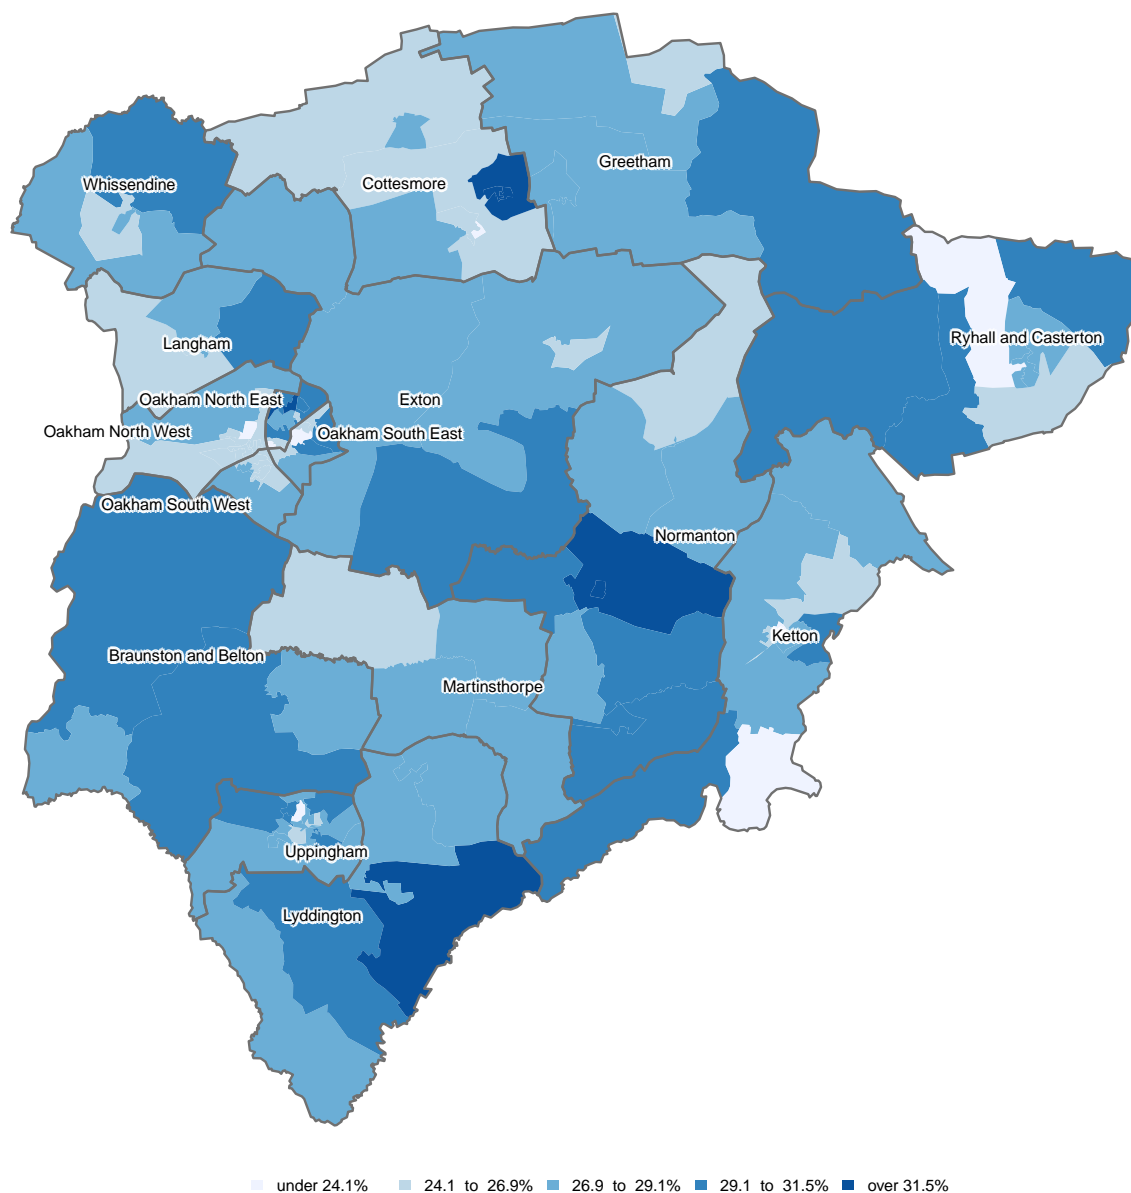 Greetham
Whissendine
Cottesmore
Ryhall and Casterton
Langham
Oakham North East
Exton
Oakham North West
Oakham South East
Oakham South West
Normanton
Ketton
Braunston and Belton
Martinsthorpe
Uppingham
Lyddington
under 24.1%
24.1 to 26.9%
26.9 to 29.1%
29.1 to 31.5%
over 31.5%